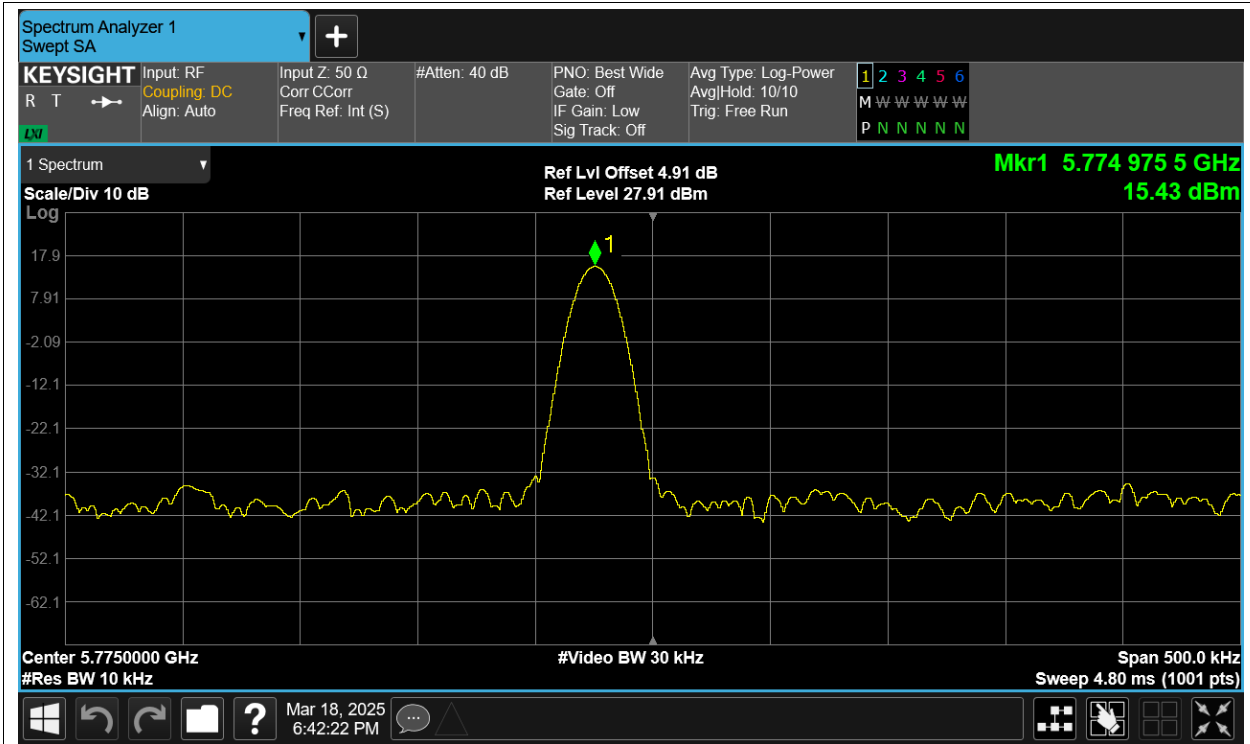 Spectrum Analyzer 1
Swept SA
+
KEYSIGHT
R T
LXI
Input: RF
Coupling: DC
Align: Auto
Input Z: 50 Ω
Corr CCorr
Freq Ref: Int (S)
#Atten: 40 dB
PNO: Best Wide
Gate: Off
IF Gain: Low
Sig Track: Off
Avg Type: Log-Power
Avg|Hold: 10/10
Trig: Free Run
1 2 3 4 5 6
M W W W W W
P N N N N N
1 Spectrum
Scale/Div 10 dB
Log
Ref Lvl Offset 4.91 dB
Ref Level 27.91 dBm
Mkr1 5.774 975 5 GHz
15.43 dBm
1
17.9
7.91
-2.09
-12.1
-22.1
-32.1
-42.1
-52.1
-62.1
Center 5.7750000 GHz
#Res BW 10 kHz
#Video BW 30 kHz
Span 500.0 kHz
Sweep 4.80 ms (1001 pts)
?
Mar 18, 2025
6:42:22 PM